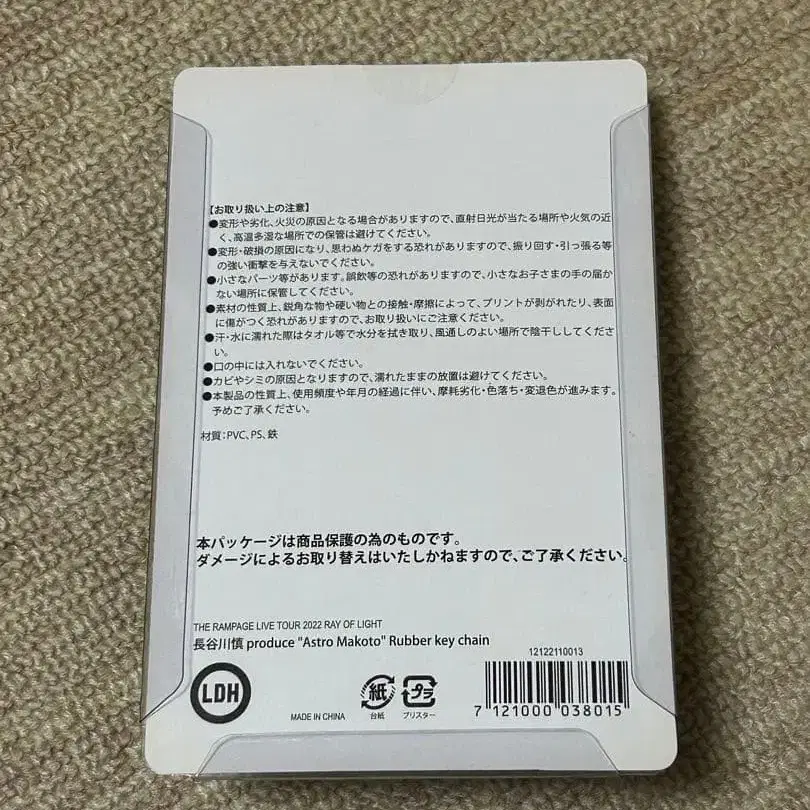 【お取り扱い上の注意】
●変形や劣化、火災の原因となる場合がありますので、直射日光が当たる場所や火気の近
く、高温多湿な場所での保管は避けてください。
●変形・破損の原因になり、思わぬケガをする恐れがありますので、振り回す・引っ張る等
の強い衝撃を与えないでください。
●小さなパーツ等があります。誤飲等の恐れがありますので、小さなお子さまの手の届か
ない場所に保管してください。
●素材の性質上、鋭角な物や硬い物との接触・摩擦によって、プリントが剥がれたり、表面
に傷がつく恐れがありますので、お取り扱いにご注意ください。
●汗・水に濡れた際はタオル等で水分を拭き取り、風通しのよい場所で陰干ししてくださ
い。
●口の中には入れないでください。
●カビやシミの原因となりますので、濡れたままの放置は避けてください。
●本製品の性質上、使用頻度や年月の経過に伴い、摩耗劣化・色落ち・変退色が進みます。
予めご了承ください。
材質:PVC、PS、鉄
本パッケージは商品保護の為のものです。
ダメージによるお取り替えはいたしかねますので、ご了承ください。
THE RAMPAGE LIVE TOUR 2022 RAY OF LIGHT
長谷川慎 produce "Astro Makoto" Rubber key chain
12122110013
LDH
MADE IN CHINA
紙
台紙
プラ
ブリスター
7 121000 038015